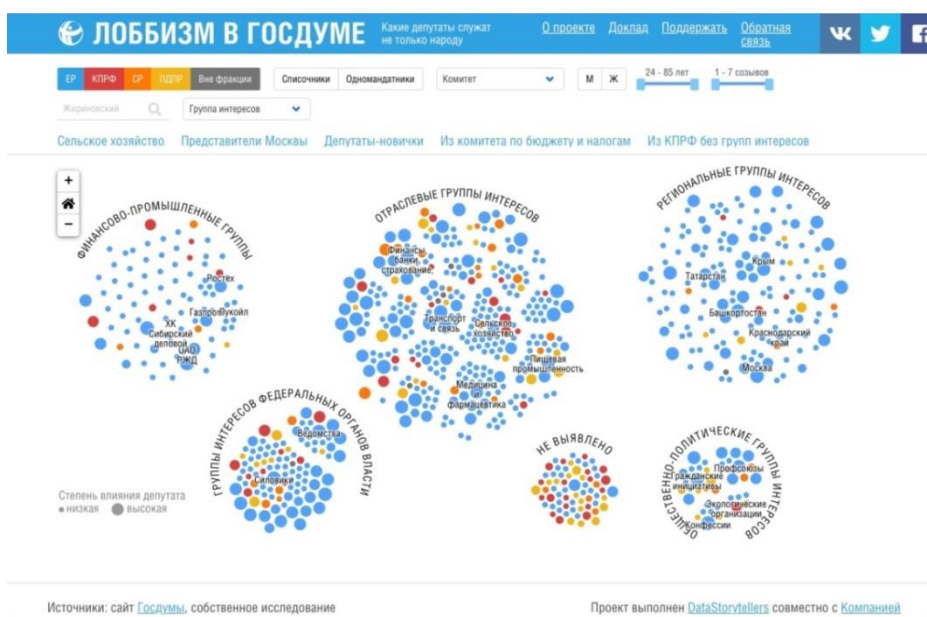 ЛОББИЗМ В ГОСДУМЕ
Какие депутаты служат
не только народу
О проекте Доклад Поддержать Обратная
связь
ЕР КПРФ СР ЛДПР Вне фракции Списочники Одномандатники Комитет М Ж 24 - 85 лет 1 - 7 созывов
Жириновский Группа интересов
Сельское хозяйство Представители Москвы Депутаты-новички Из комитета по бюджету и налогам Из КПРФ без групп интересов
+
−
ФИНАНСОВО-ПРОМЫШЛЕННЫЕ ГРУППЫ
Ростех
Газпром
Лукойл
ХК
Сибирский
деловой
ОАО
РЖД
ОТРАСЛЕВЫЕ ГРУППЫ ИНТЕРЕСОВ
Финансы,
банки,
страхование
Транспорт
и связь
Сельское
хозяйство
Пищевая
промышленность
Медицина
и
фармацевтика
РЕГИОНАЛЬНЫЕ ГРУППЫ ИНТЕРЕСОВ
Крым
Татарстан
Башкортостан
Краснодарский
край
Москва
ГРУППЫ ИНТЕРЕСОВ ФЕДЕРАЛЬНЫХ ОРГАНОВ ВЛАСТИ
Ведомства
Силовики
НЕ ВЫЯВЛЕНО
ОБЩЕСТВЕННО-ПОЛИТИЧЕСКИЕ ГРУППЫ ИНТЕРЕСОВ
Профсоюзы
Гражданские
инициативы
Экологические
организации
Конфессии
Степень влияния депутата
низкая высокая
Источники: сайт Госдумы, собственное исследование
Проект выполнен DataStorytellers совместно с Компанией